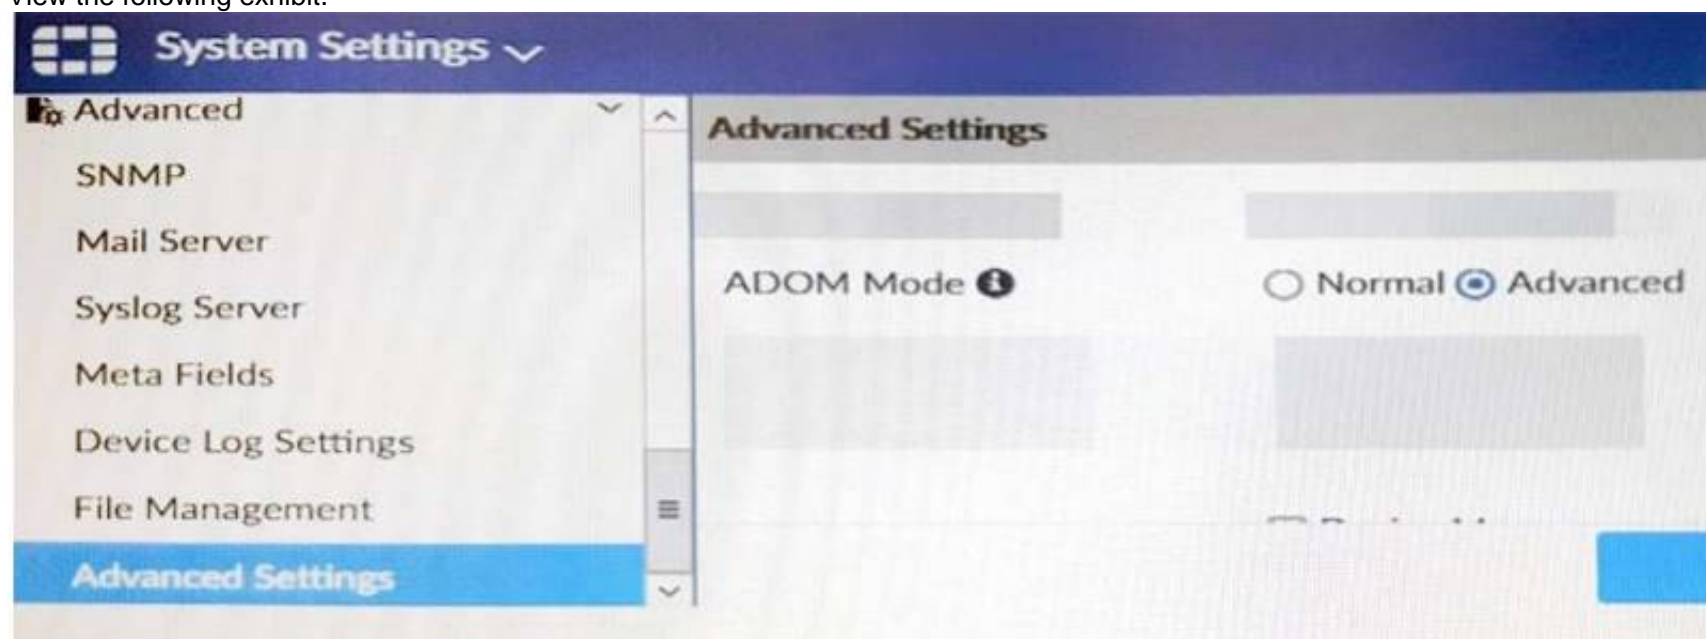 View the following exhibit.
System Settings
Advanced
SNMP
Mail Server
Syslog Server
Meta Fields
Device Log Settings
File Management
Advanced Settings
Advanced Settings
ADOM Mode
Normal Advanced